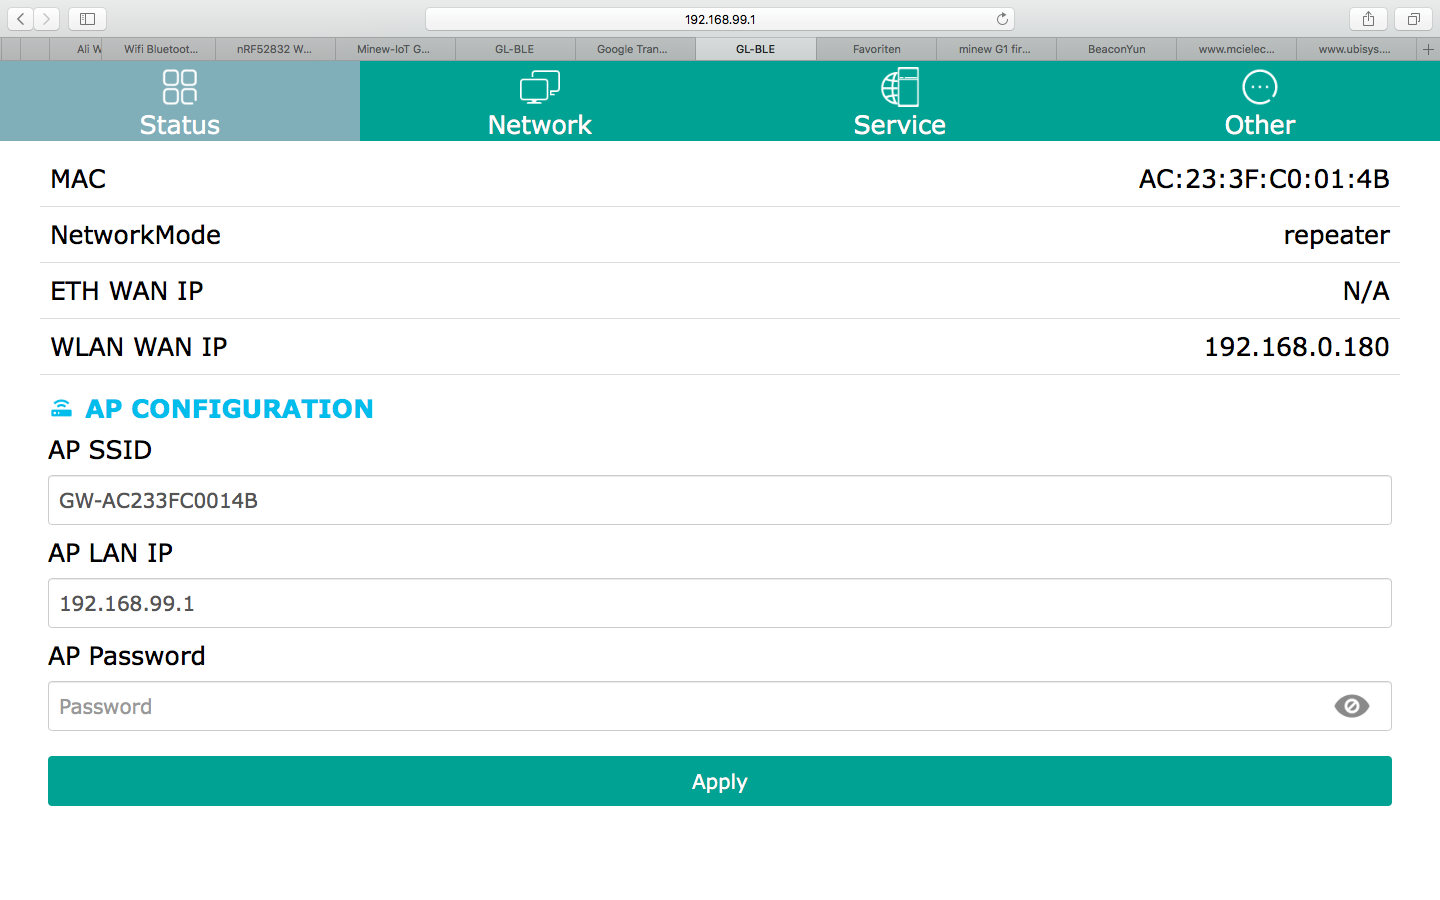 192.168.99.1
Ali W Wifi Bluetoot... nRF52832 W... Minew-IoT G... GL-BLE Google Tran... GL-BLE Favoriten minew G1 fir... BeaconYun www.mcielec... www.ubisys....
Status Network Service Other
MAC AC:23:3F:C0:01:4B
NetworkMode repeater
ETH WAN IP N/A
WLAN WAN IP 192.168.0.180
AP CONFIGURATION
AP SSID
GW-AC233FC0014B
AP LAN IP
192.168.99.1
AP Password
Password
Apply